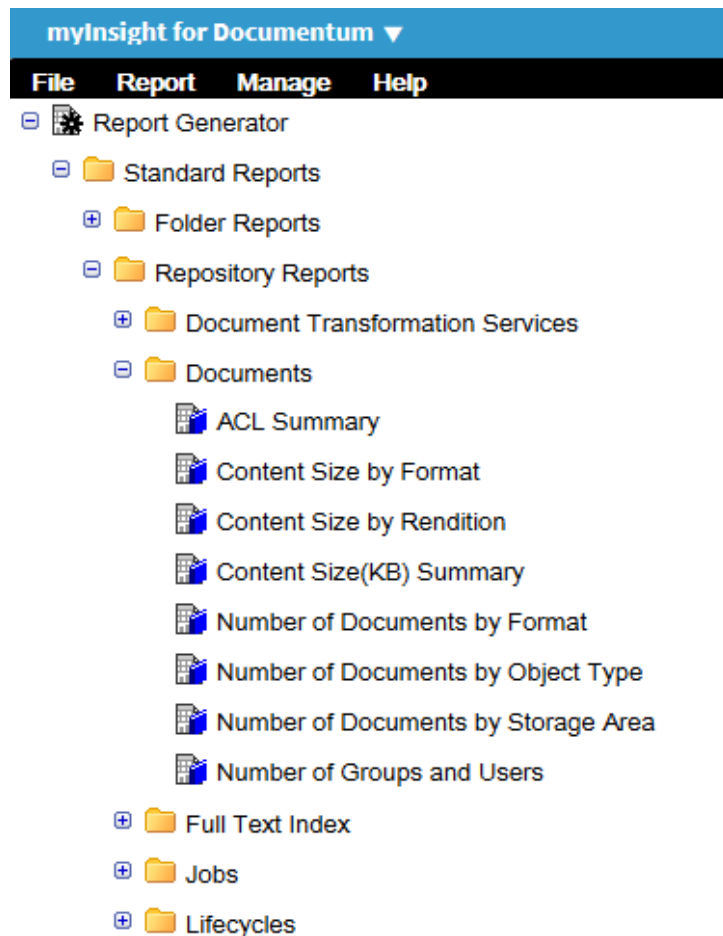 myInsight for Documentum ▼
File Report Manage Help
Report Generator
Standard Reports
Folder Reports
Repository Reports
Document Transformation Services
Documents
ACL Summary
Content Size by Format
Content Size by Rendition
Content Size(KB) Summary
Number of Documents by Format
Number of Documents by Object Type
Number of Documents by Storage Area
Number of Groups and Users
Full Text Index
Jobs
Lifecycles